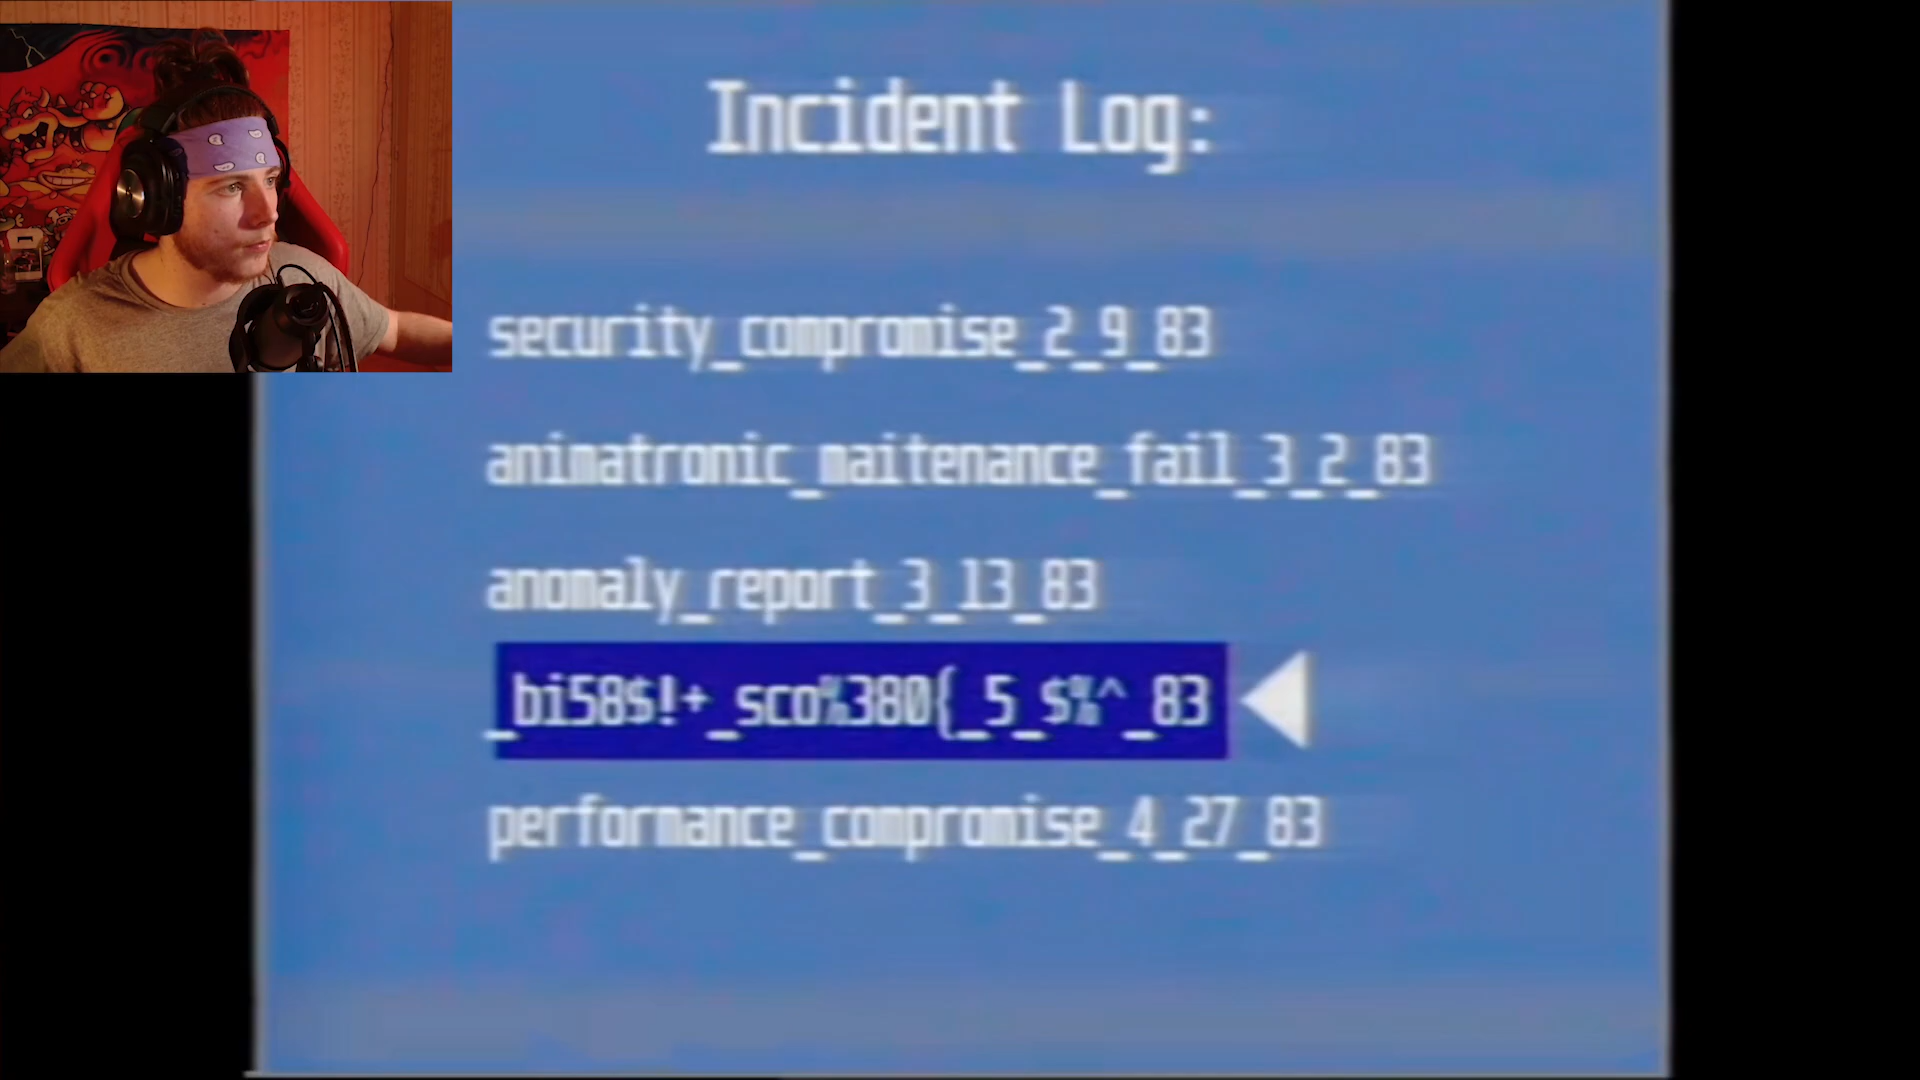 Incident Log:
security_compromise_2_9_83
animatronic_maitenance_fail_3_2_83
anomaly_report_3_13_83
_bi58$!+_sco%380{_5_$%^_83
performance_compromise_4_27_83